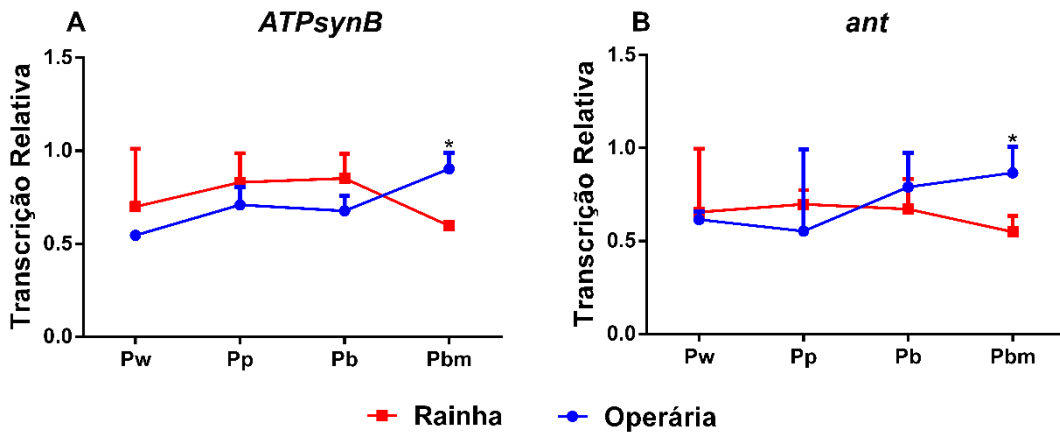 A ATPsynB
Transcrição Relativa
1.5
1.0
0.5
0.0
*
Pw Pp Pb Pbm
B ant
Transcrição Relativa
1.5
1.0
0.5
0.0
*
Pw Pp Pb Pbm
Rainha Operária